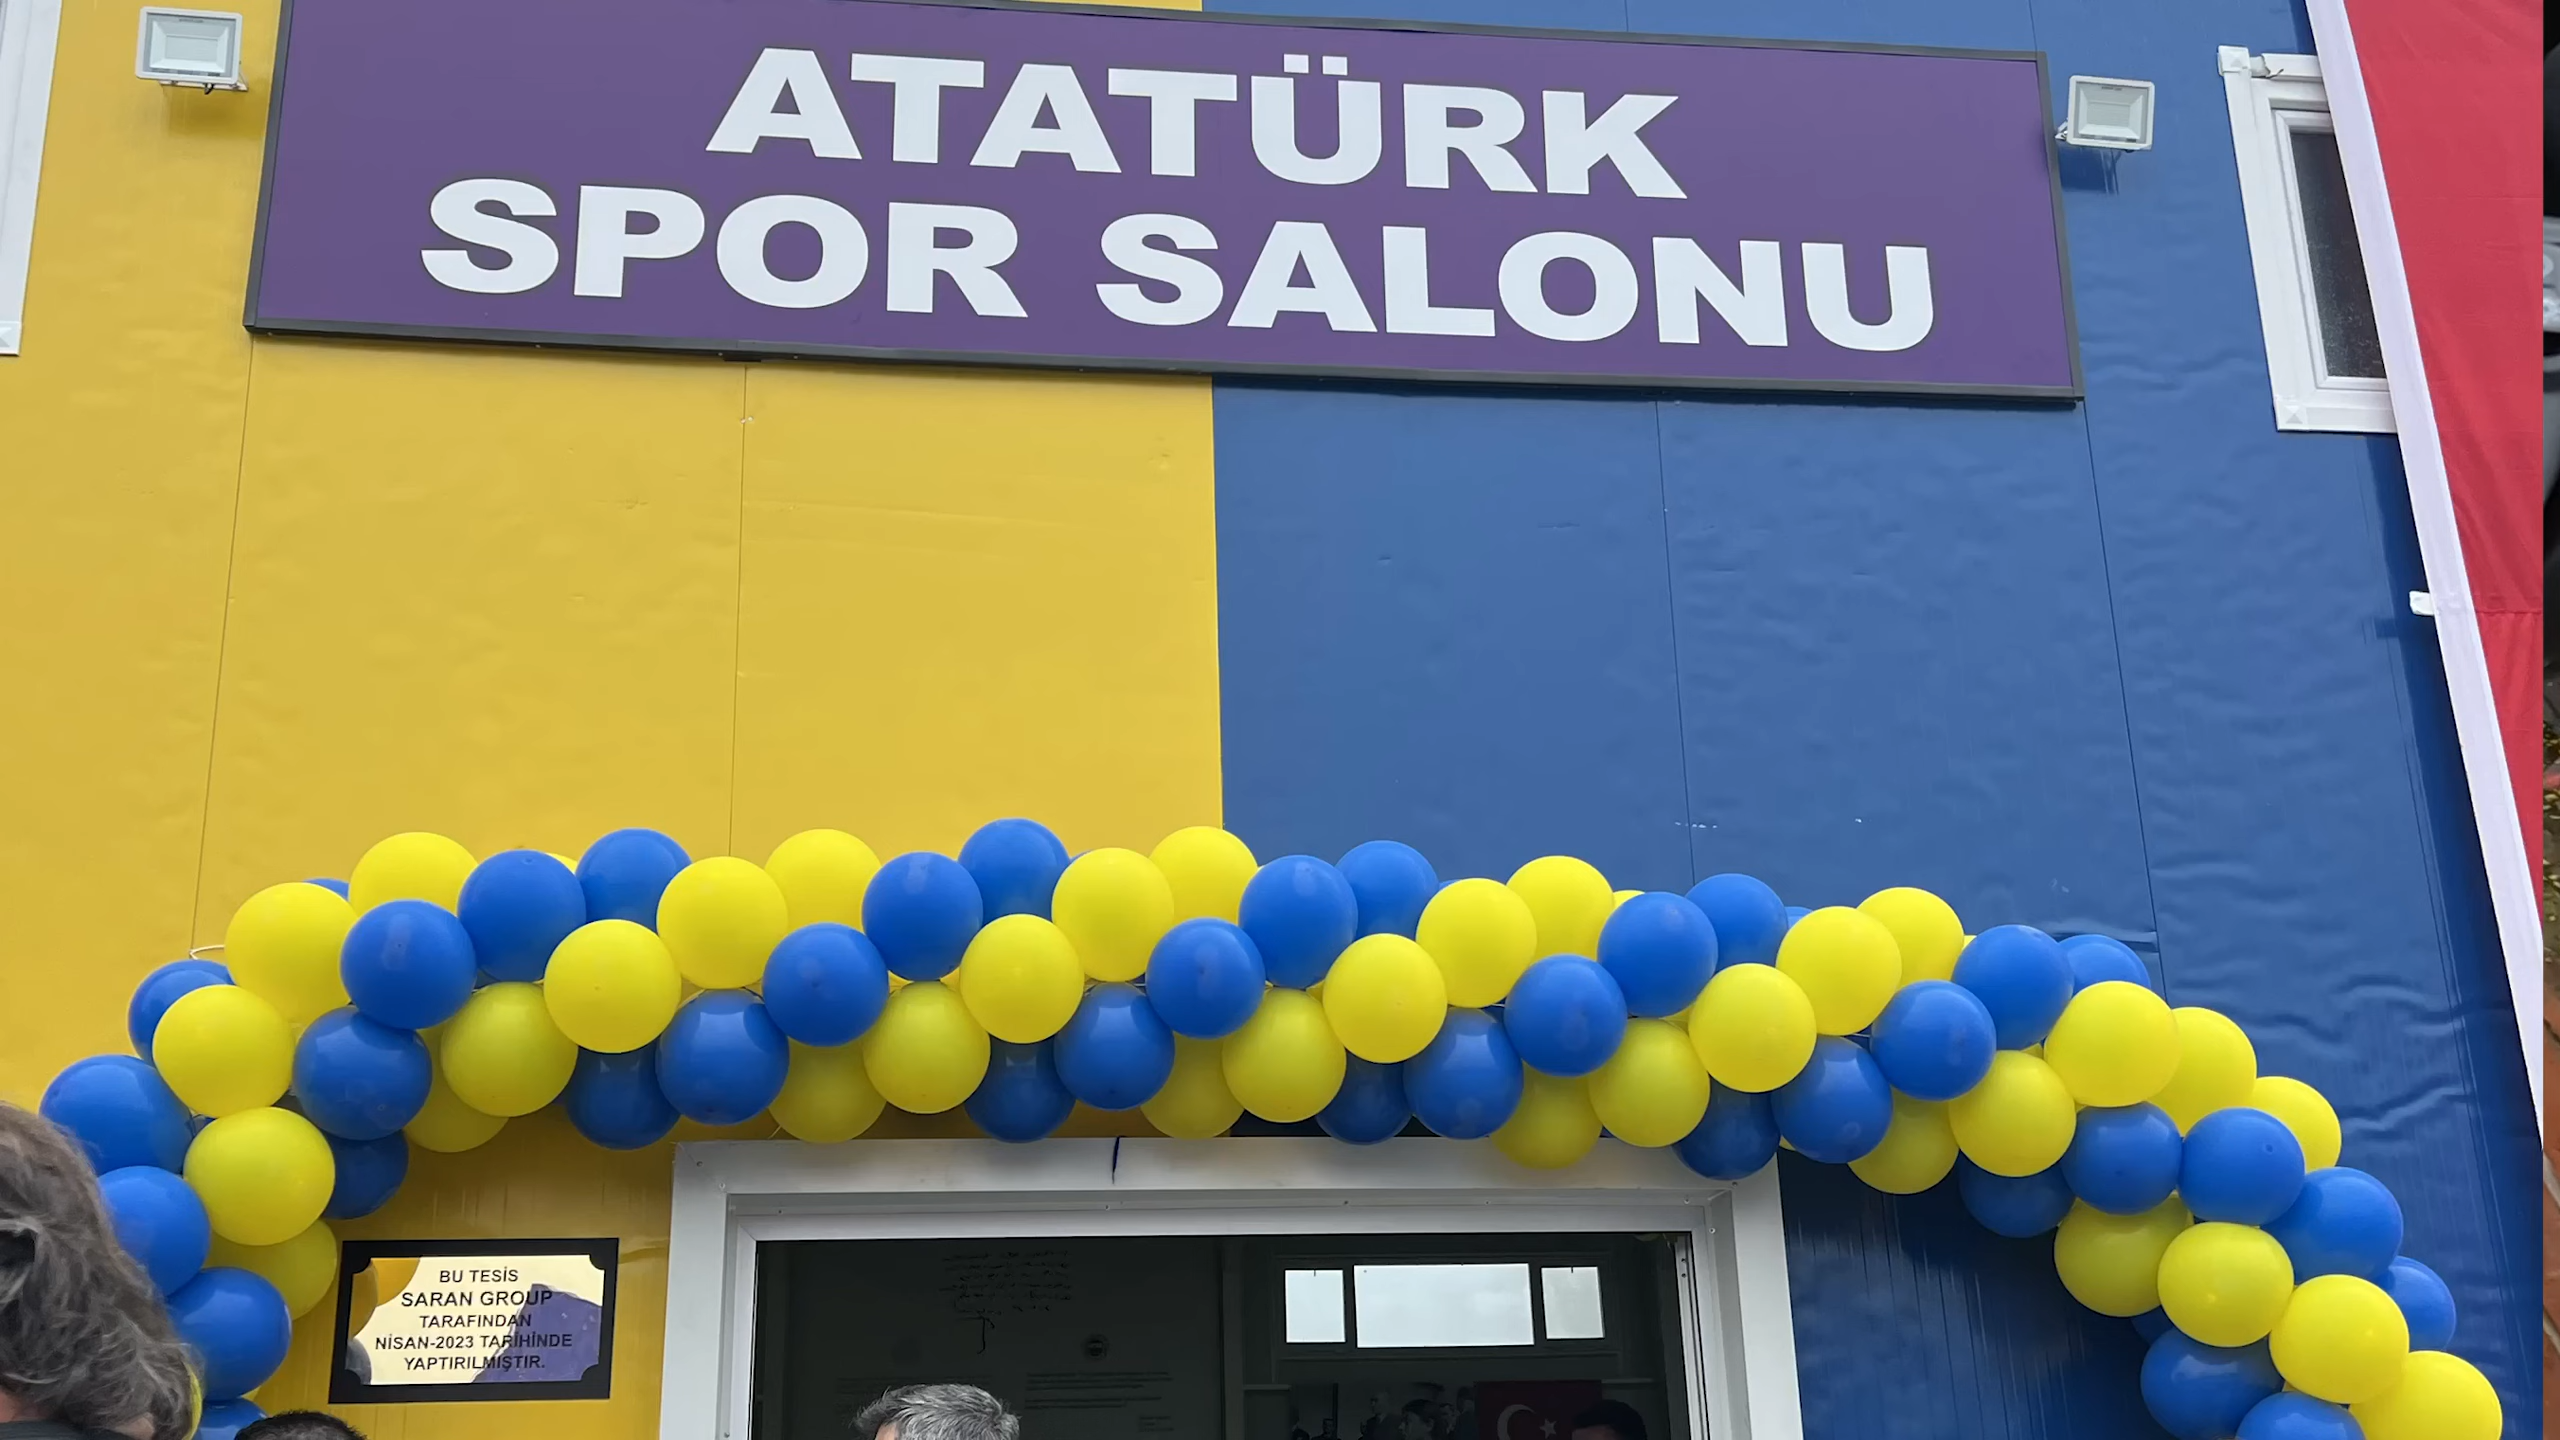 ATATÜRK
SPOR SALONU
BU TESİS
SARAN GROUP
TARAFINDAN
NİSAN-2023 TARİHİNDE
YAPTIRILMIŞTIR.